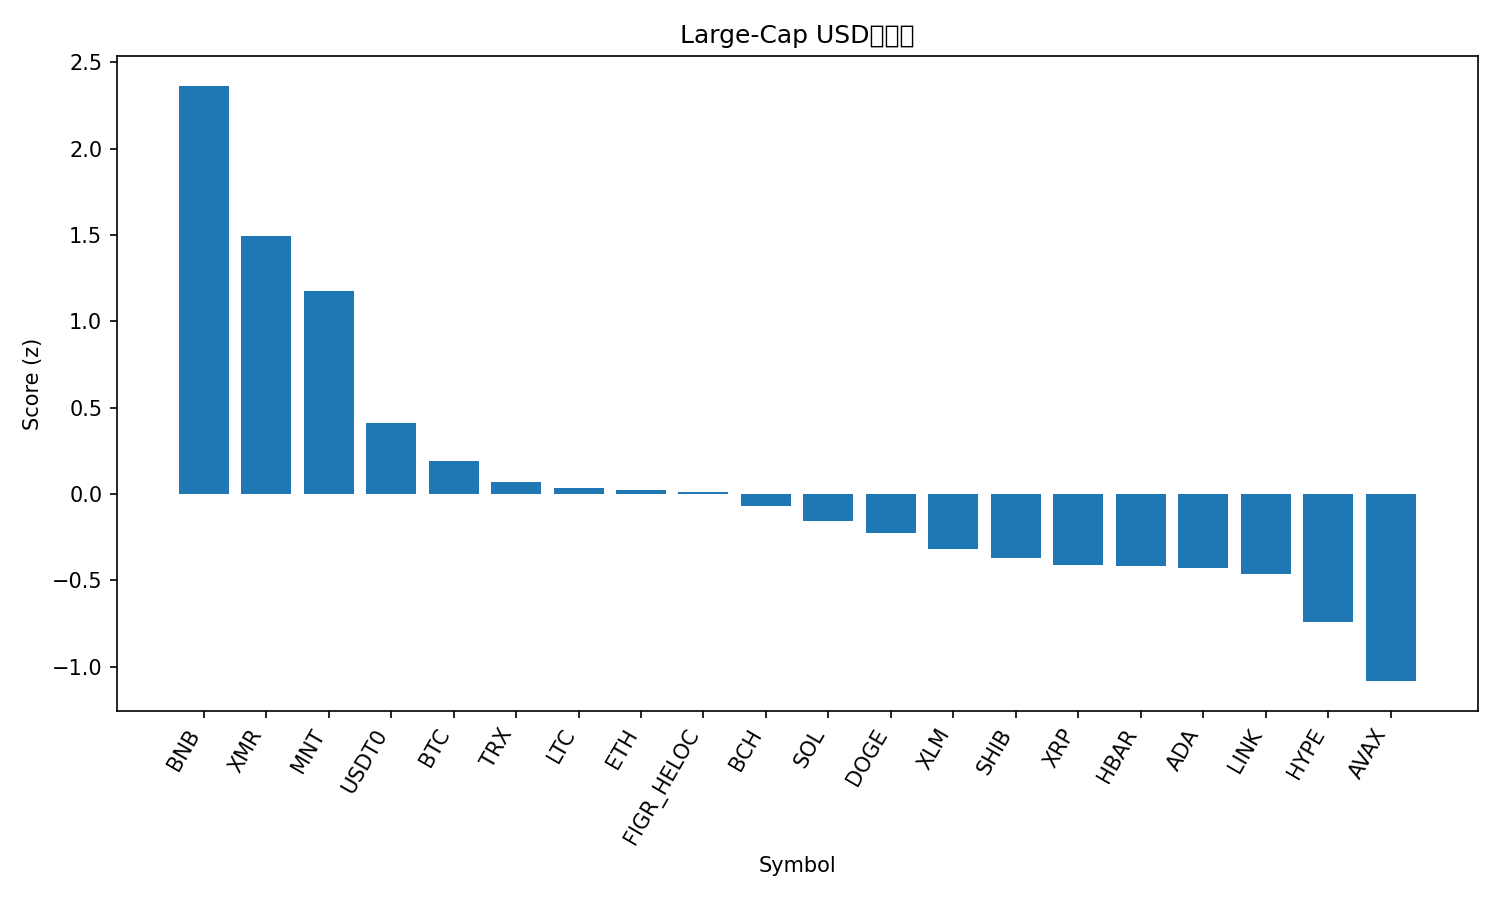 Large-Cap USD
Score (z)
2.5
2.0
1.5
1.0
0.5
0.0
−0.5
−1.0
BNB
XMR
MNT
USDT0
BTC
TRX
LTC
ETH
FIGR_HELOC
BCH
SOL
DOGE
XLM
SHIB
XRP
HBAR
ADA
LINK
HYPE
AVAX
Symbol